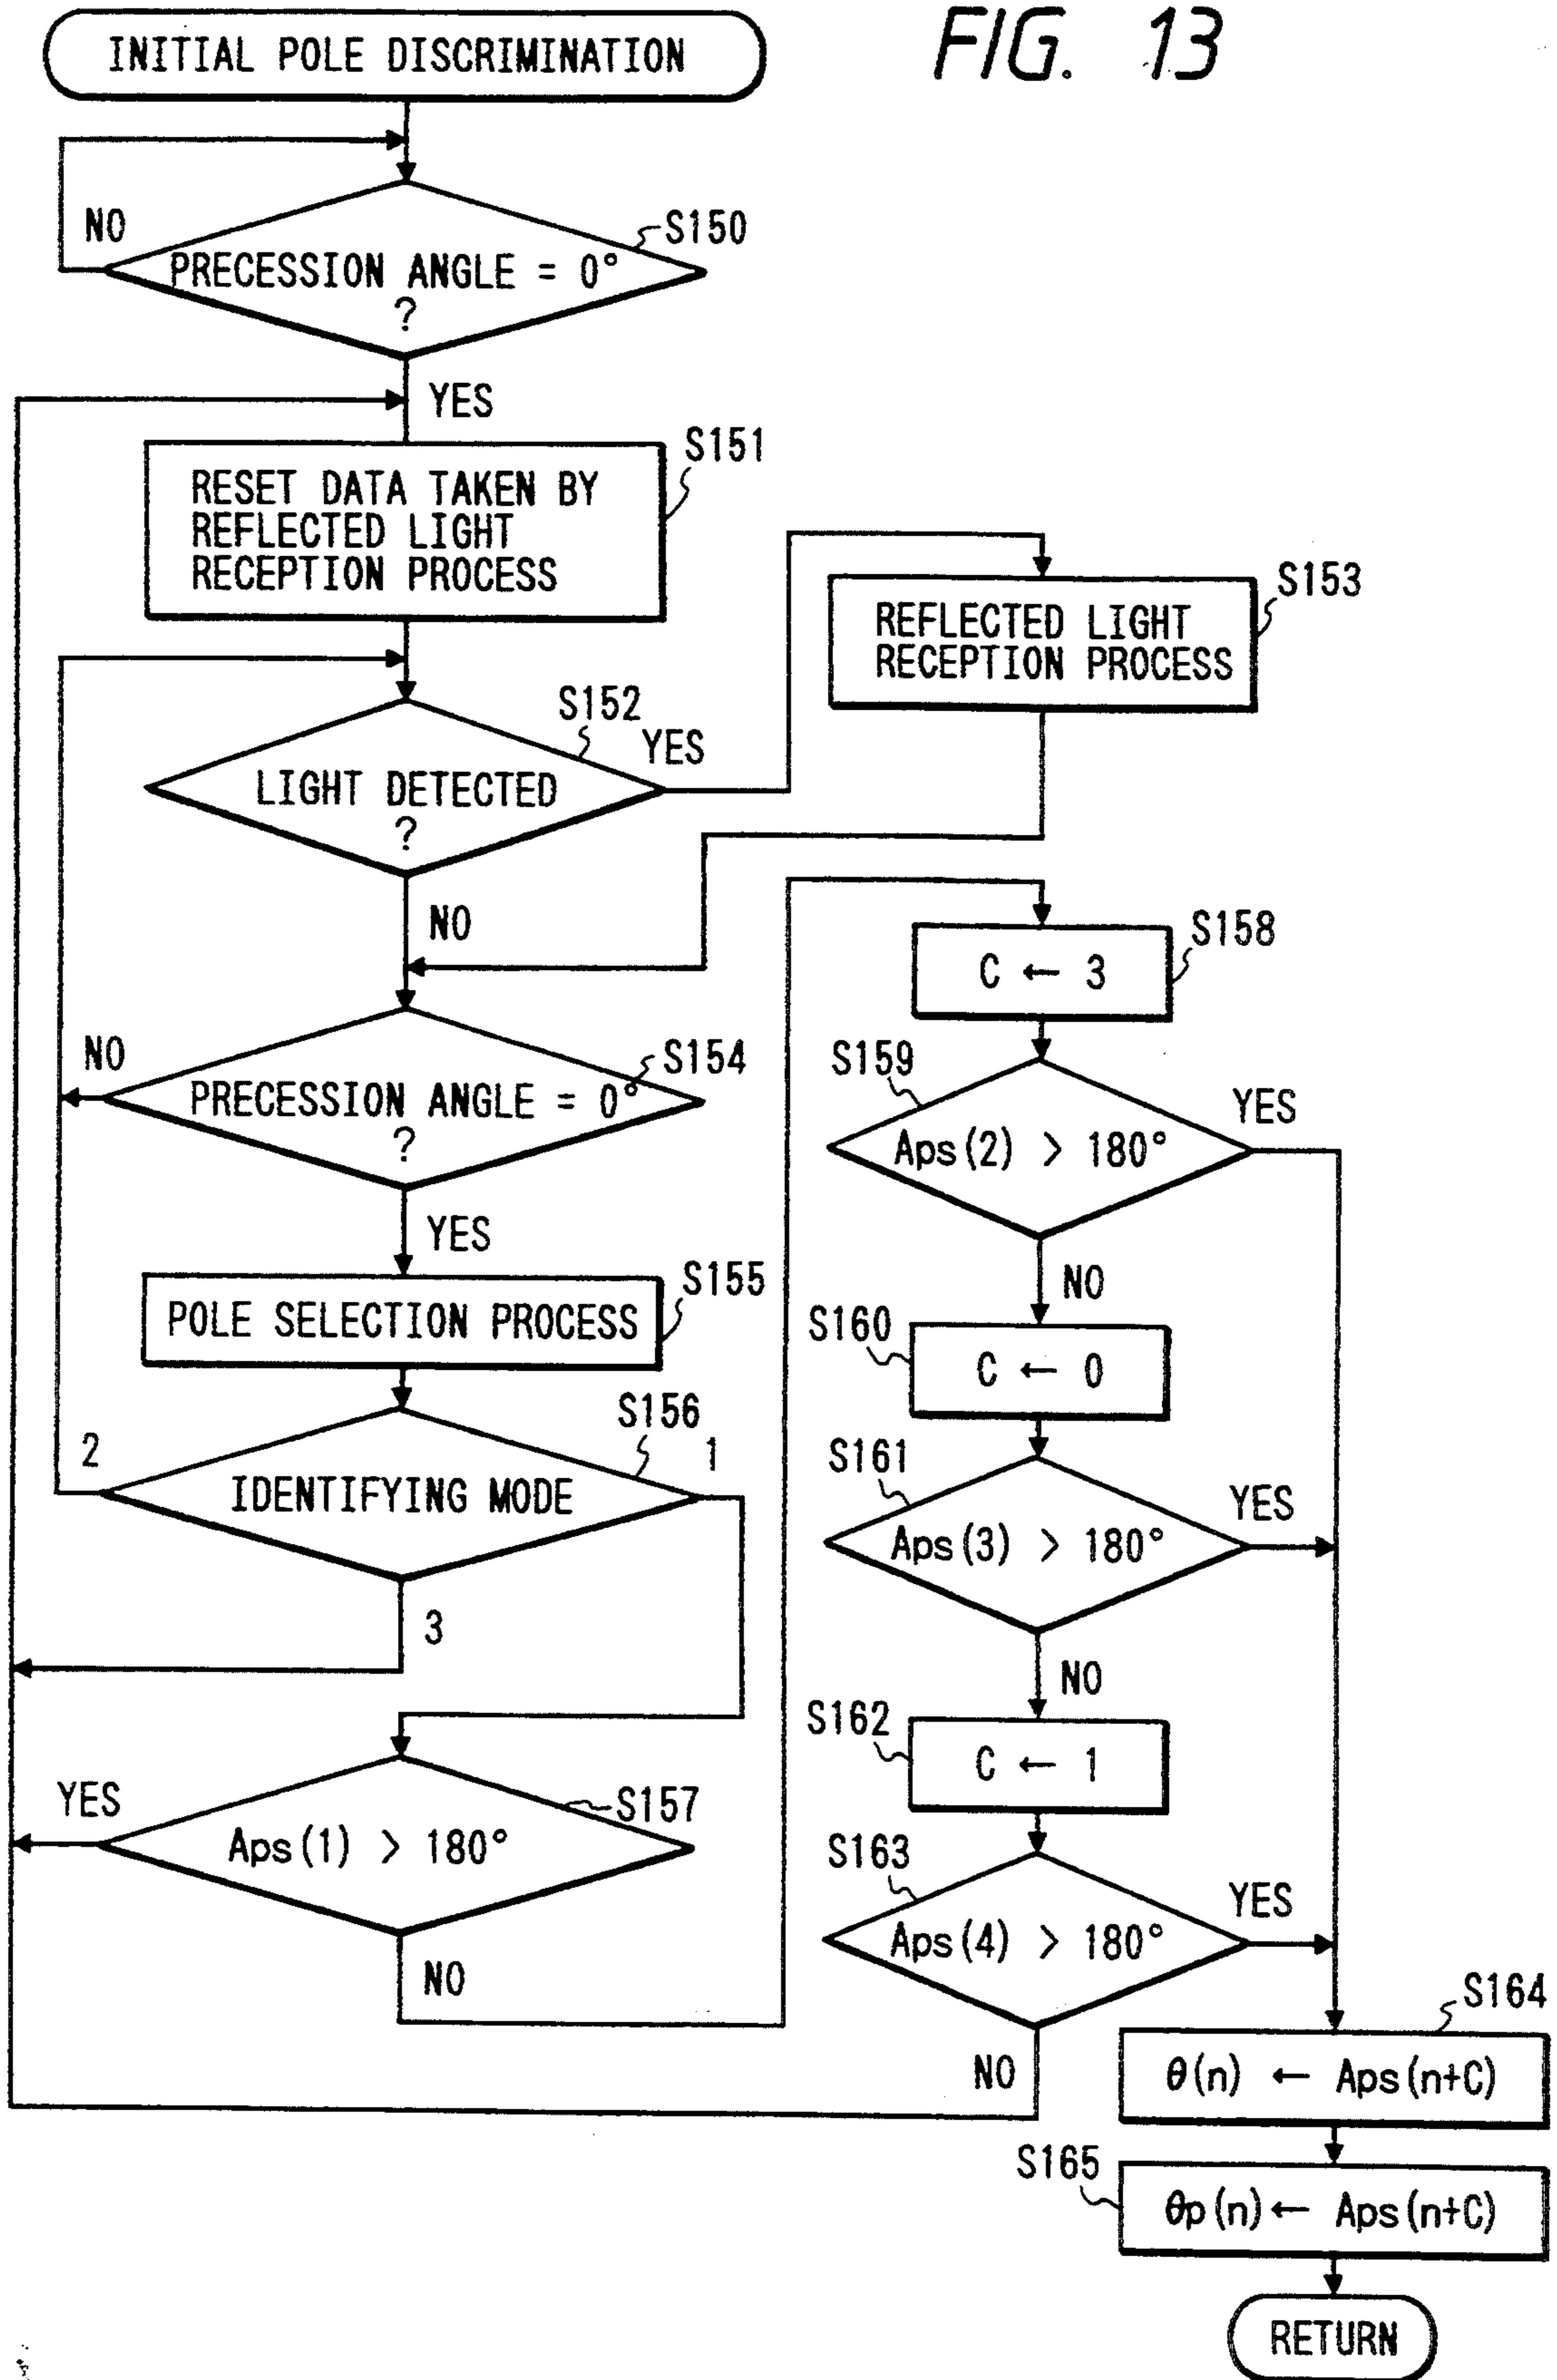 FIG. 13
INITIAL POLE DISCRIMINATION
NO
S150
PRECESSION ANGLE = 0°
?
YES
S151
RESET DATA TAKEN BY
REFLECTED LIGHT
RECEPTION PROCESS
S153
REFLECTED LIGHT
RECEPTION PROCESS
S152
YES
LIGHT DETECTED
?
NO
NO
S154
PRECESSION ANGLE = 0°
?
YES
S155
POLE SELECTION PROCESS
S156
2
1
IDENTIFYING MODE
3
YES
S157
Aps(1) > 180°
NO
S158
C ← 3
S159
YES
Aps(2) > 180°
NO
S160
C ← 0
S161
YES
Aps(3) > 180°
NO
S162
C ← 1
S163
YES
Aps(4) > 180°
NO
S164
θ(n) ← Aps(n+C)
S165
θp(n) ← Aps(n+C)
RETURN